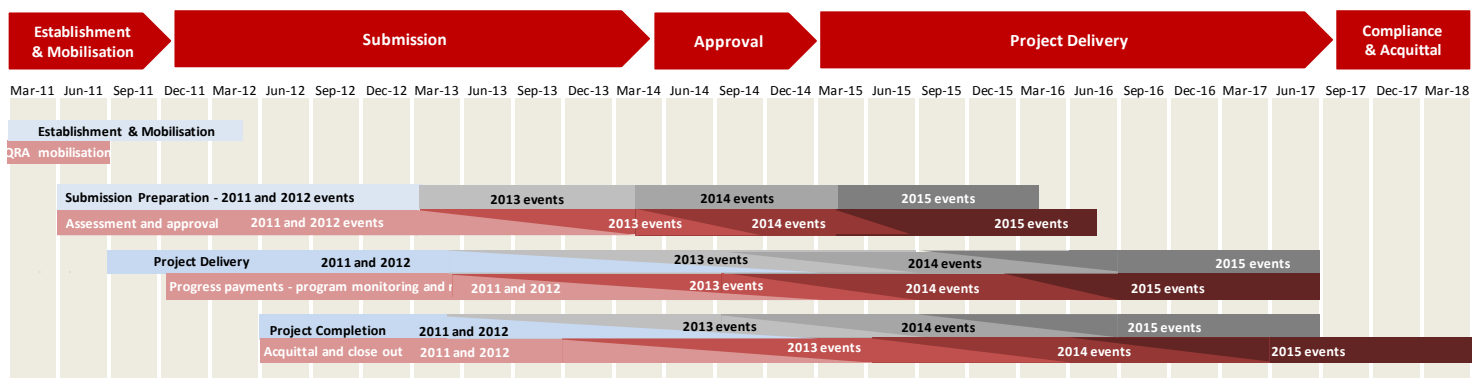 Establishment
& Mobilisation
Submission
Approval
Project Delivery
Compliance
& Acquittal
Mar-11 Jun-11 Sep-11 Dec-11 Mar-12 Jun-12 Sep-12 Dec-12 Mar-13 Jun-13 Sep-13 Dec-13 Mar-14 Jun-14 Sep-14 Dec-14 Mar-15 Jun-15 Sep-15 Dec-15 Mar-16 Jun-16 Sep-16 Dec-16 Mar-17 Jun-17 Sep-17 Dec-17 Mar-18
Establishment & Mobilisation
QRA mobilisation
Submission Preparation - 2011 and 2012 events 2013 events 2014 events 2015 events
Assessment and approval 2011 and 2012 events 2013 events 2014 events 2015 events
Project Delivery 2011 and 2012 2013 events 2014 events 2015 events
Progress payments - program monitoring and 2011 and 2012 2013 events 2014 events 2015 events
Project Completion 2011 and 2012 2013 events 2014 events 2015 events
Acquittal and close out 2011 and 2012 2013 events 2014 events 2015 events